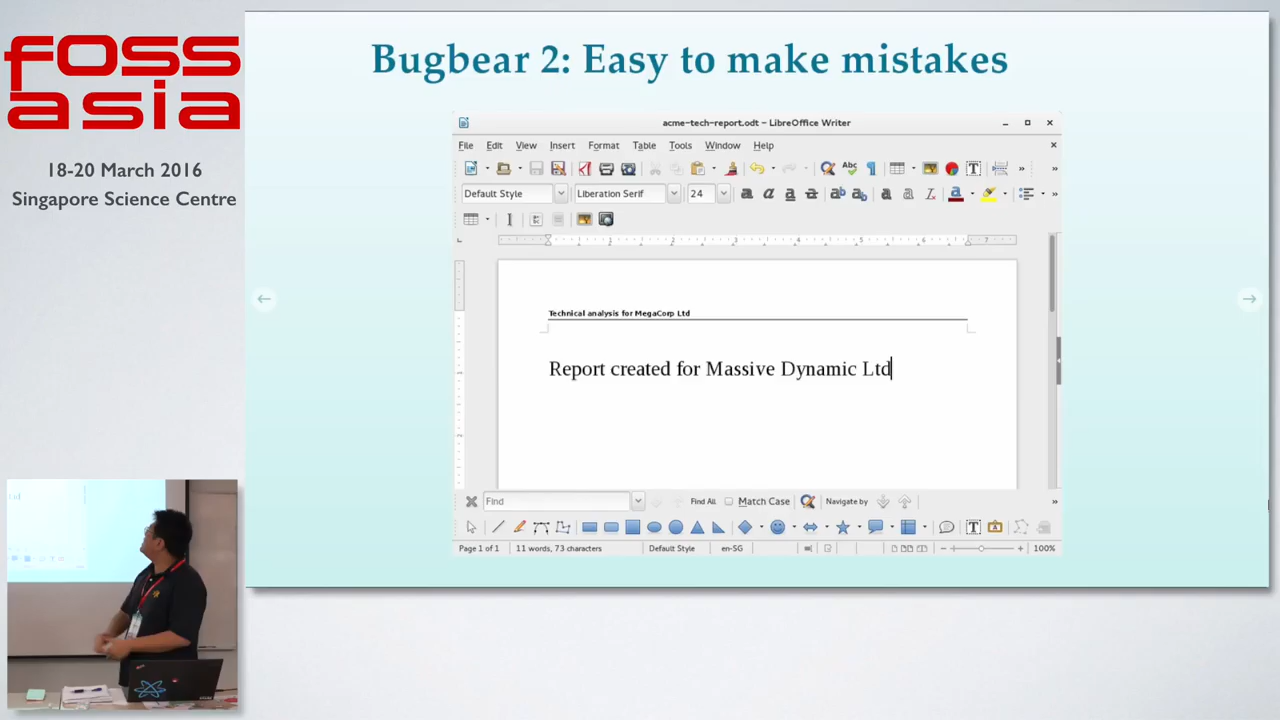 foss
asia
18-20 March 2016
Singapore Science Centre
Bugbear 2: Easy to make mistakes
acme-tech-report.odt – LibreOffice Writer
File Edit View Insert Format Table Tools Window Help
Default Style Liberation Serif 24
Technical analysis for MegaCorp Ltd
Report created for Massive Dynamic Ltd
Find Find All Match Case Navigate by
Page 1 of 1 11 words, 73 characters Default Style en-SG 100%